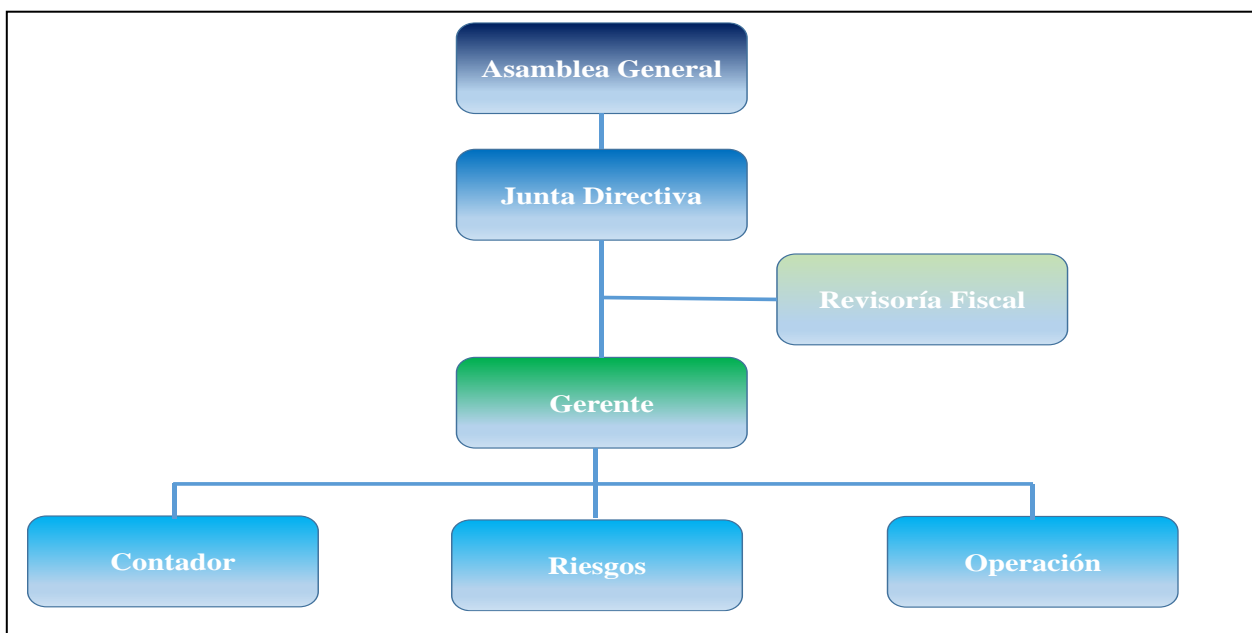 Asamblea General
Junta Directiva
Revisoría Fiscal
Gerente
Contador
Riesgos
Operación